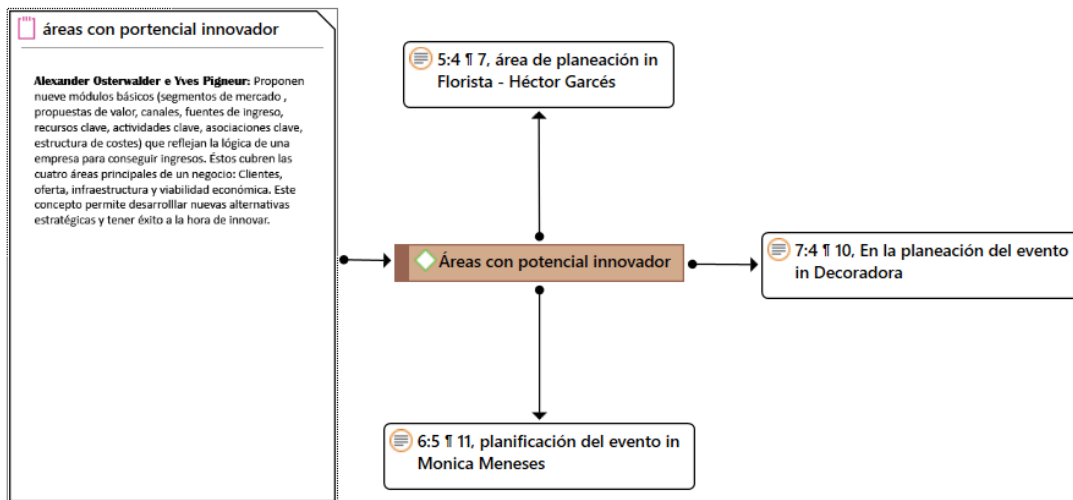 áreas con portencial innovador
Alexander Osterwalder e Yves Pigneur: Proponen
nueve módulos básicos (segmentos de mercado ,
propuestas de valor, canales, fuentes de ingreso,
recursos clave, actividades clave, asociaciones clave,
estructura de costes) que reflejan la lógica de una
empresa para conseguir ingresos. Éstos cubren las
cuatro áreas principales de un negocio: Clientes,
oferta, infraestructura y viabilidad económica. Este
concepto permite desarrolllar nuevas alternativas
estratégicas y tener éxito a la hora de innovar.
5:4 ¶ 7, área de planeación in
Florista - Héctor Garcés
Áreas con potencial innovador
7:4 ¶ 10, En la planeación del evento
in Decoradora
6:5 ¶ 11, planificación del evento in
Monica Meneses